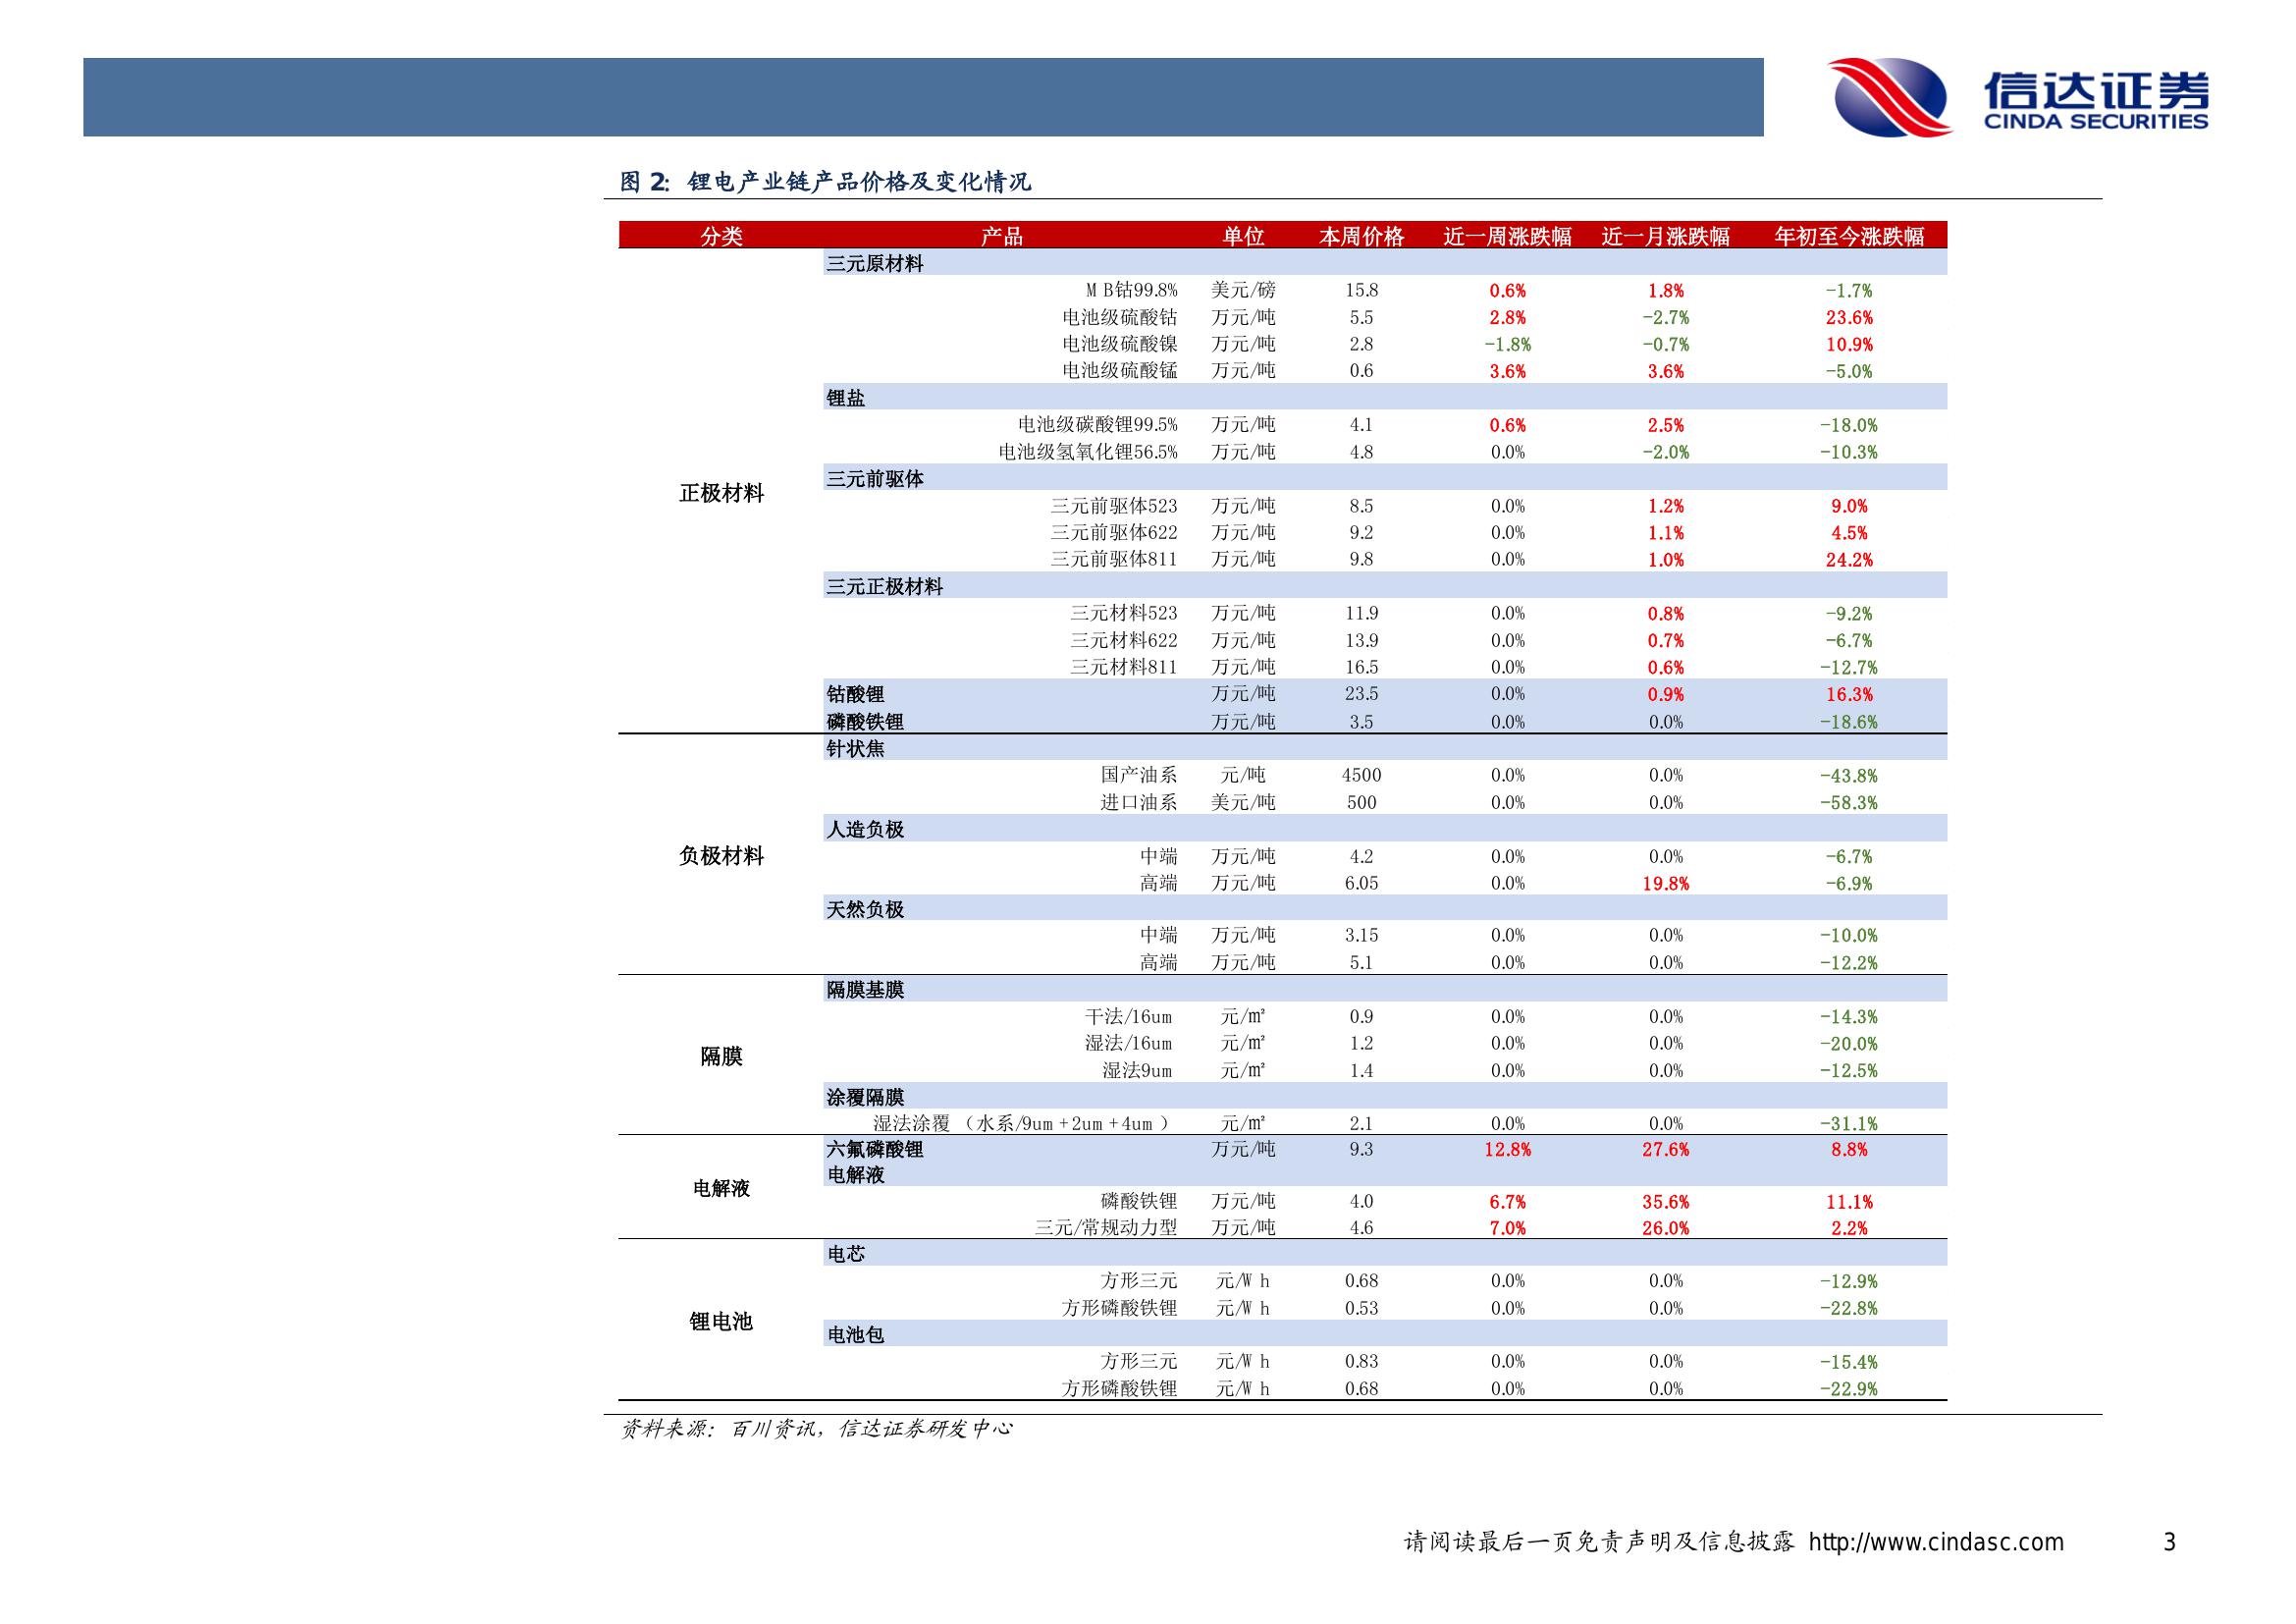 信达证券
CINDA SECURITIES
图 2：锂电产业链产品价格及变化情况
分类 产品 单位 本周价格 近一周涨跌幅 近一月涨跌幅 年初至今涨跌幅
正极材料
三元原材料
MB钴99.8% 美元/磅 15.8 0.6% 1.8% -1.7%
电池级硫酸钴 万元/吨 5.5 2.8% -2.7% 23.6%
电池级硫酸镍 万元/吨 2.8 -1.8% -0.7% 10.9%
电池级硫酸锰 万元/吨 0.6 3.6% 3.6% -5.0%
锂盐
电池级碳酸锂99.5% 万元/吨 4.1 0.6% 2.5% -18.0%
电池级氢氧化锂56.5% 万元/吨 4.8 0.0% -2.0% -10.3%
三元前驱体
三元前驱体523 万元/吨 8.5 0.0% 1.2% 9.0%
三元前驱体622 万元/吨 9.2 0.0% 1.1% 4.5%
三元前驱体811 万元/吨 9.8 0.0% 1.0% 24.2%
三元正极材料
三元材料523 万元/吨 11.9 0.0% 0.8% -9.2%
三元材料622 万元/吨 13.9 0.0% 0.7% -6.7%
三元材料811 万元/吨 16.5 0.0% 0.6% -12.7%
钴酸锂 万元/吨 23.5 0.0% 0.9% 16.3%
磷酸铁锂 万元/吨 3.5 0.0% 0.0% -18.6%
负极材料
针状焦
国产油系 元/吨 4500 0.0% 0.0% -43.8%
进口油系 美元/吨 500 0.0% 0.0% -58.3%
人造负极
中端 万元/吨 4.2 0.0% 0.0% -6.7%
高端 万元/吨 6.05 0.0% 19.8% -6.9%
天然负极
中端 万元/吨 3.15 0.0% 0.0% -10.0%
高端 万元/吨 5.1 0.0% 0.0% -12.2%
隔膜
隔膜基膜
干法/16um 元/㎡ 0.9 0.0% 0.0% -14.3%
湿法/16um 元/㎡ 1.2 0.0% 0.0% -20.0%
湿法9um 元/㎡ 1.4 0.0% 0.0% -12.5%
涂覆隔膜
湿法涂覆（水系/9um+2um+4um） 元/㎡ 2.1 0.0% 0.0% -31.1%
电解液
六氟磷酸锂 万元/吨 9.3 12.8% 27.6% 8.8%
电解液
磷酸铁锂 万元/吨 4.0 6.7% 35.6% 11.1%
三元/常规动力型 万元/吨 4.6 7.0% 26.0% 2.2%
锂电池
电芯
方形三元 元/Wh 0.68 0.0% 0.0% -12.9%
方形磷酸铁锂 元/Wh 0.53 0.0% 0.0% -22.8%
电池包
方形三元 元/Wh 0.83 0.0% 0.0% -15.4%
方形磷酸铁锂 元/Wh 0.68 0.0% 0.0% -22.9%
资料来源：百川资讯，信达证券研发中心
请阅读最后一页免责声明及信息披露 http://www.cindasc.com 3